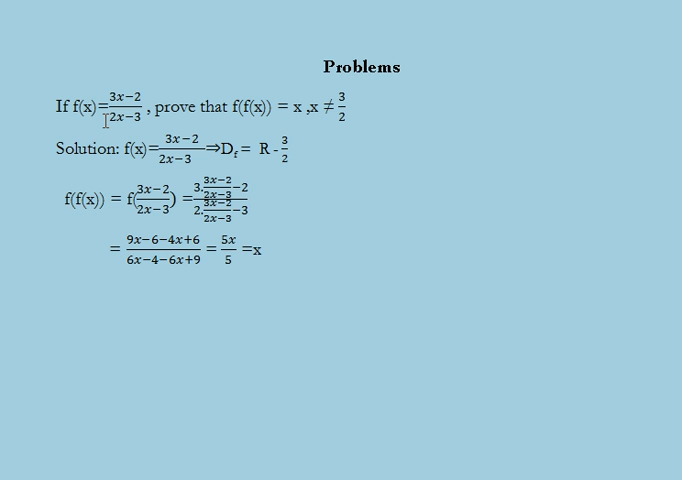 Problems
If f(x)=(3x−2)/(2x−3) , prove that f(f(x)) = x ,x ≠ 3/2
Solution: f(x)=(3x−2)/(2x−3) ⇒D_f = R - 3/2
f(f(x)) = f((3x−2)/(2x−3)) = (3.(3x−2)/(2x−3)−2)/(2.(3x−2)/(2x−3)−3)
= (9x−6−4x+6)/(6x−4−6x+9) = 5x/5 =x